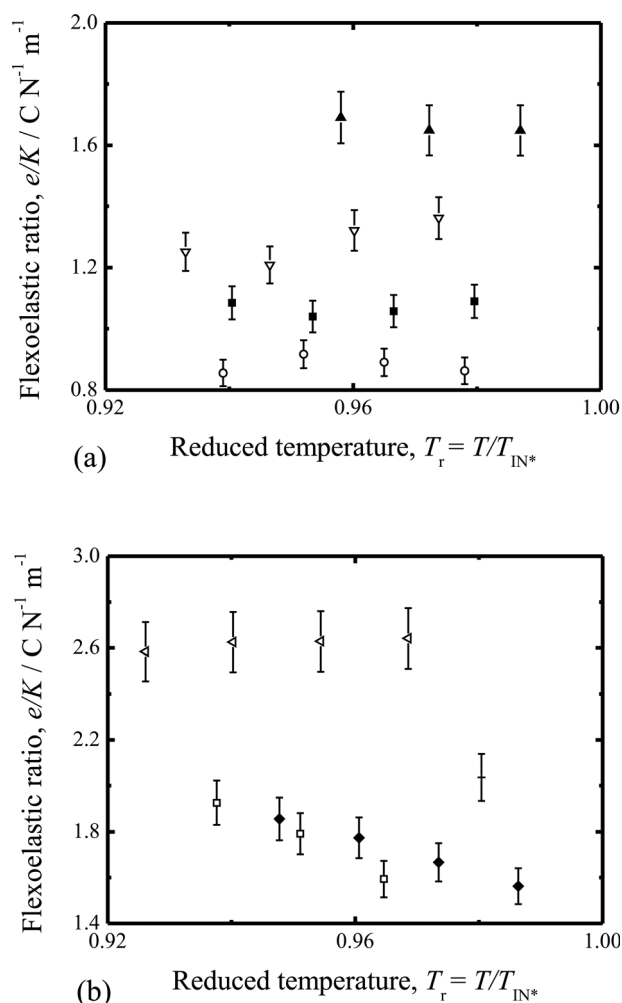 2.0
1.6
1.2
0.8
Flexoelastic ratio, e/K / C N⁻¹ m⁻¹
0.92 0.96 1.00
(a) Reduced temperature, Tᵣ = T/T_IN*
3.0
2.6
2.2
1.8
1.4
Flexoelastic ratio, e/K / C N⁻¹ m⁻¹
0.92 0.96 1.00
(b) Reduced temperature, Tᵣ = T/T_IN*